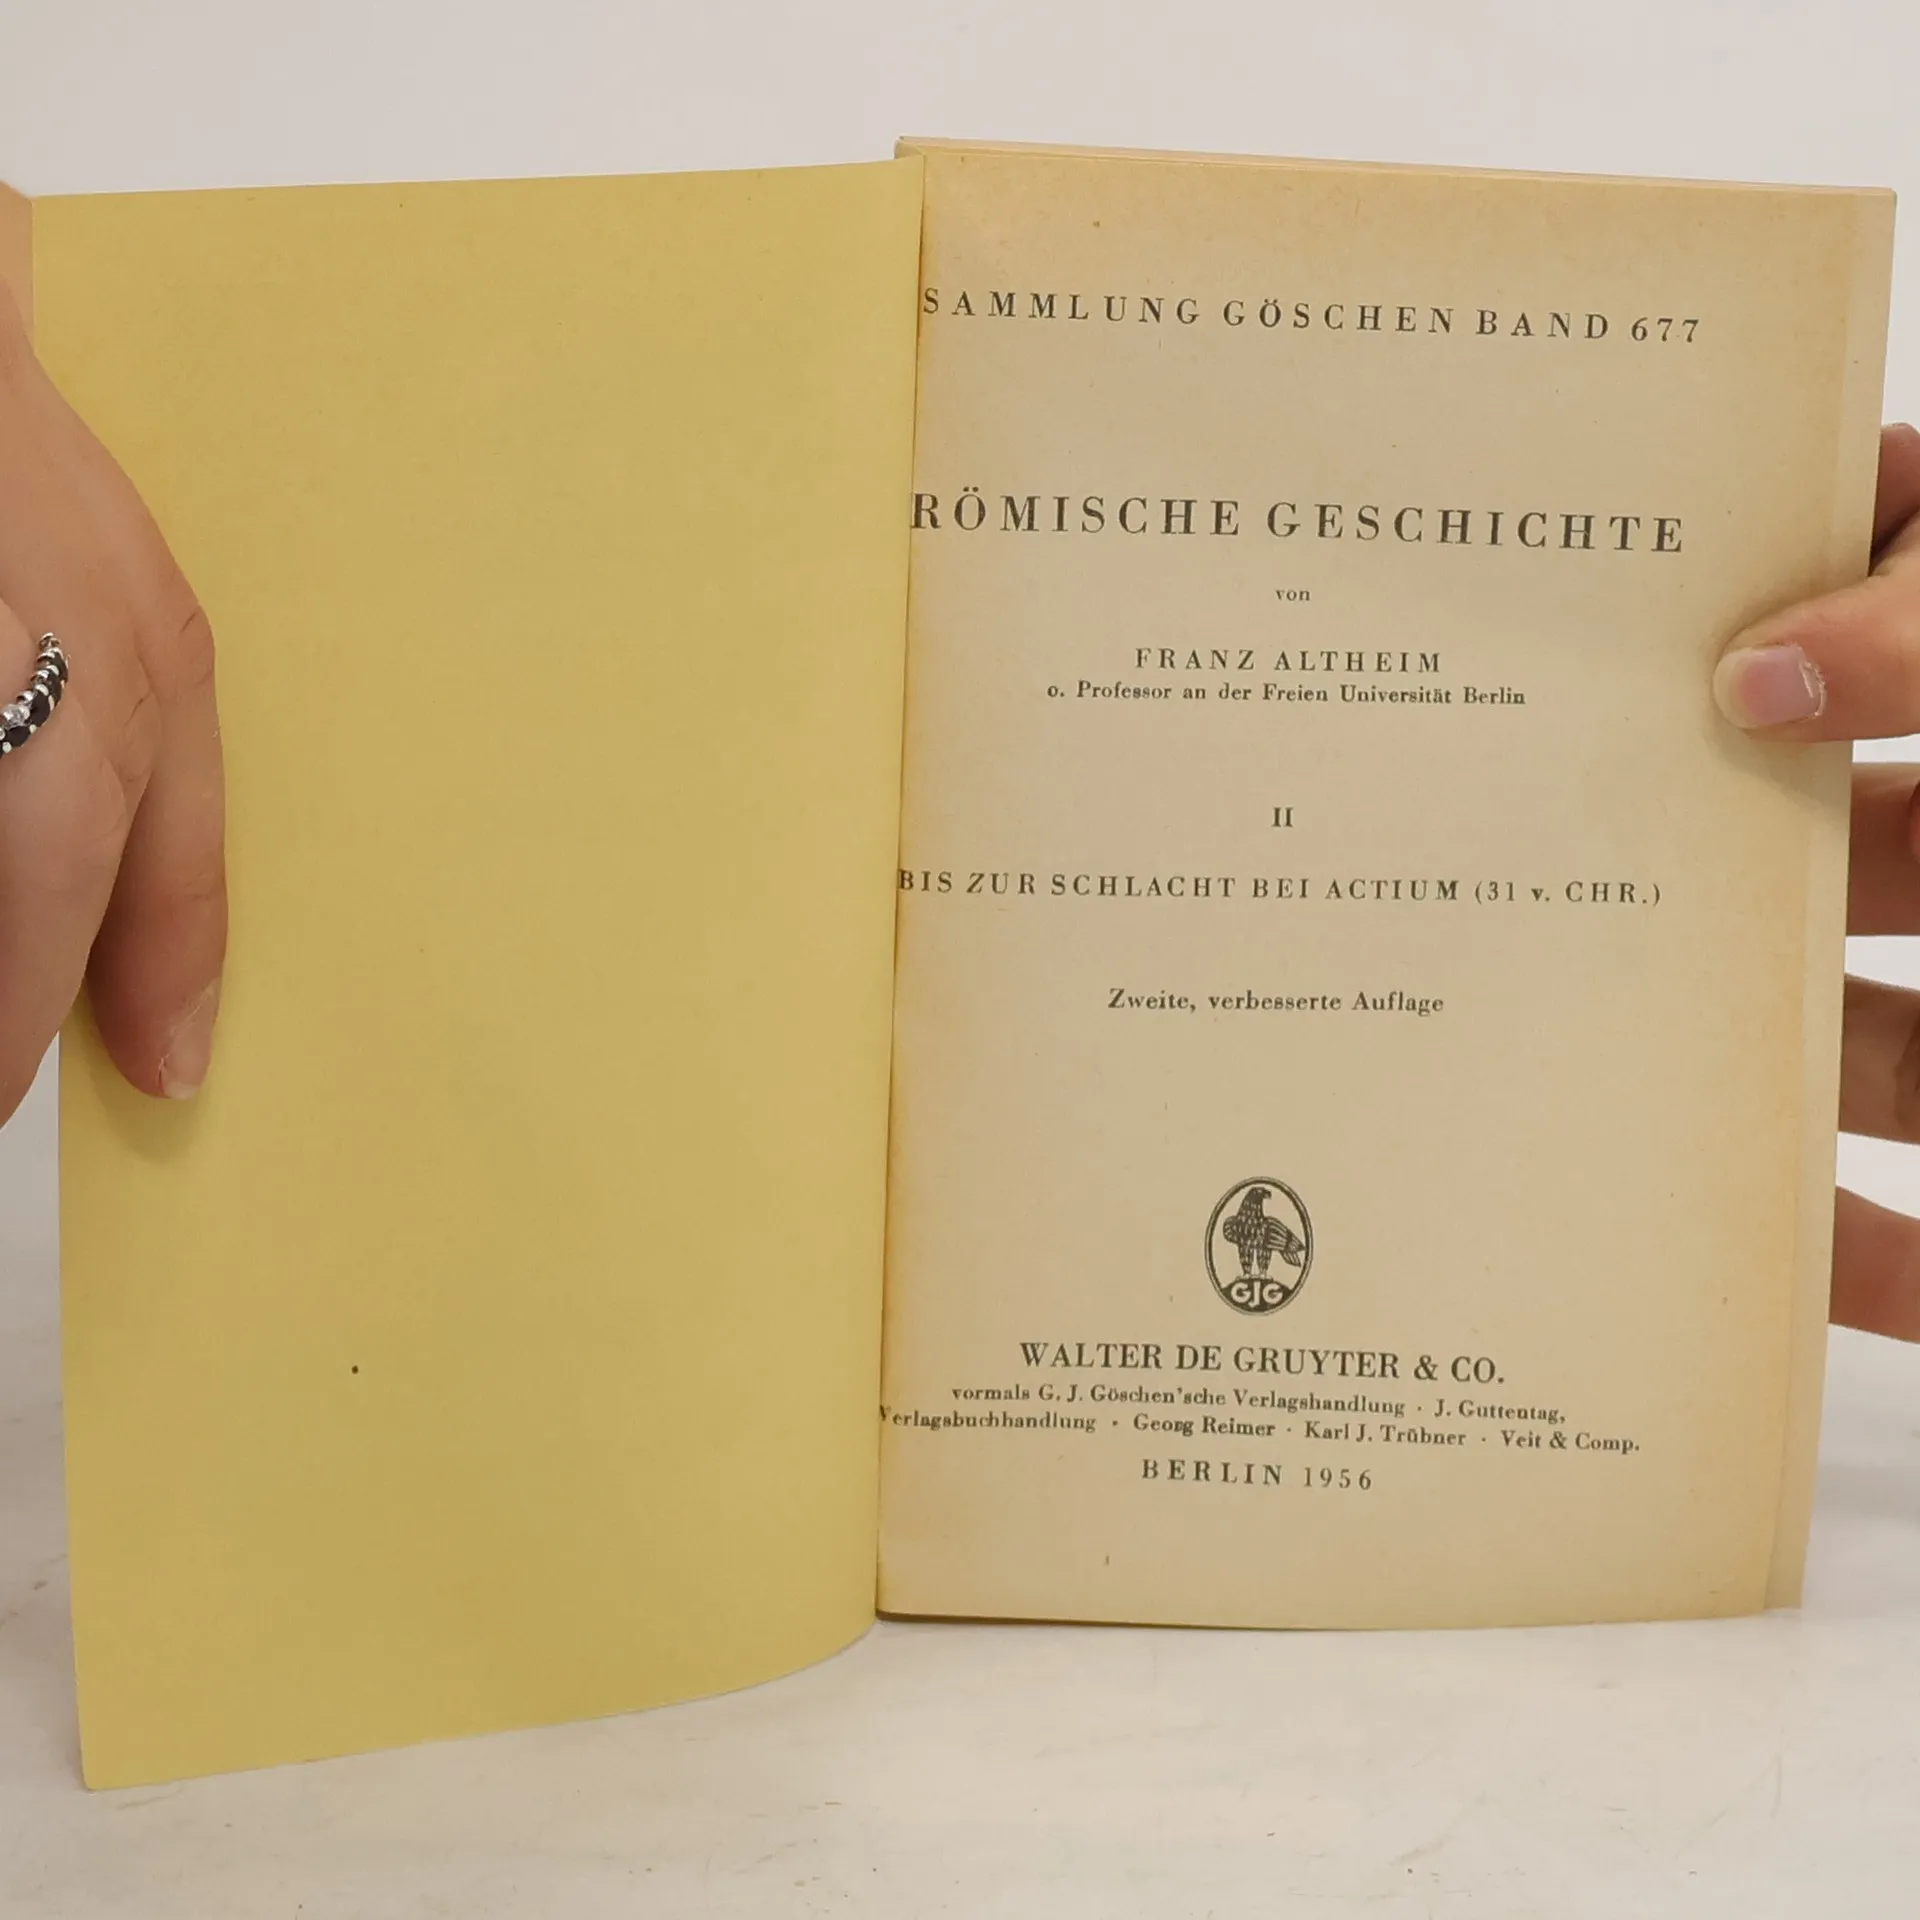 SAMMLUNG GÖSCHEN BAND 677
RÖMISCHE GESCHICHTE
von
FRANZ ALTHEIM
o. Professor an der Freien Universität Berlin
II
BIS ZUR SCHLACHT BEI ACTIUM (31 v. CHR.)
Zweite, verbesserte Auflage
GJG
WALTER DE GRUYTER & CO.
vormals G. J. Göschen'sche Verlagshandlung · J. Guttentag,
Verlagsbuchhandlung · Georg Reimer · Karl J. Trübner · Veit & Comp.
BERLIN 1956